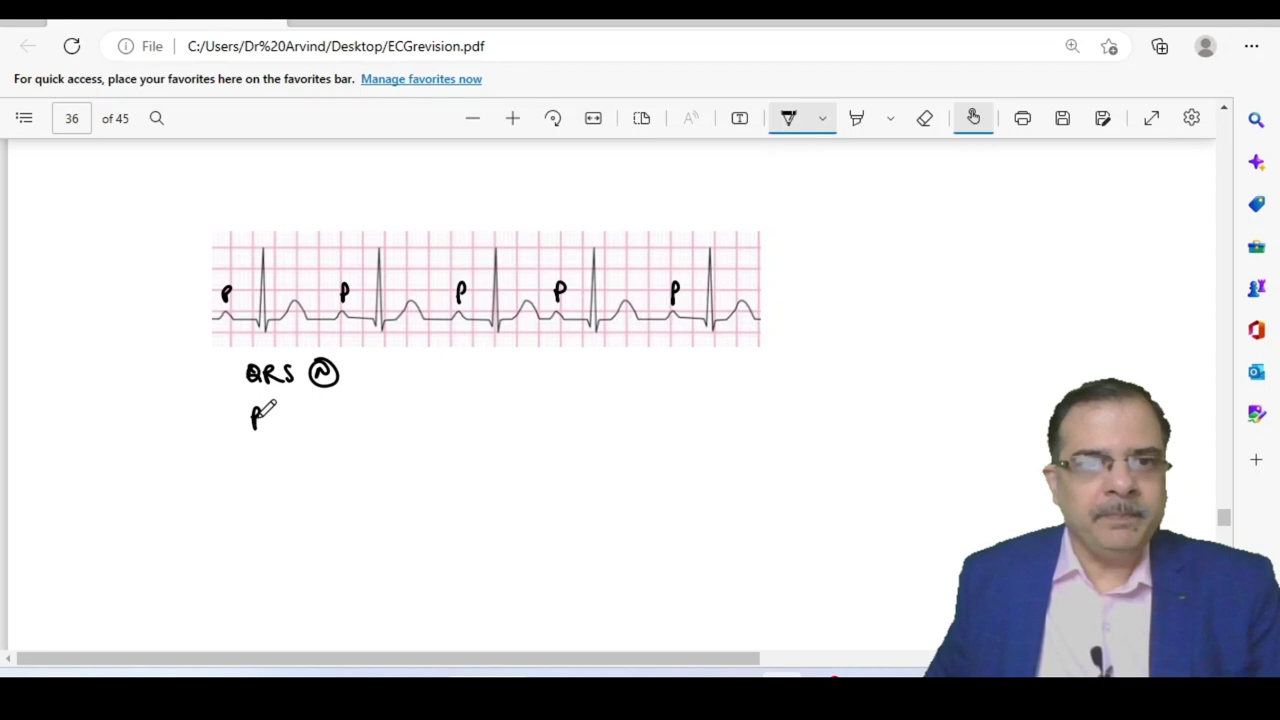 File C:/Users/Dr%20Arvind/Desktop/ECGrevision.pdf
For quick access, place your favorites here on the favorites bar. Manage favorites now
36 of 45
P P P P P
QRS N
P